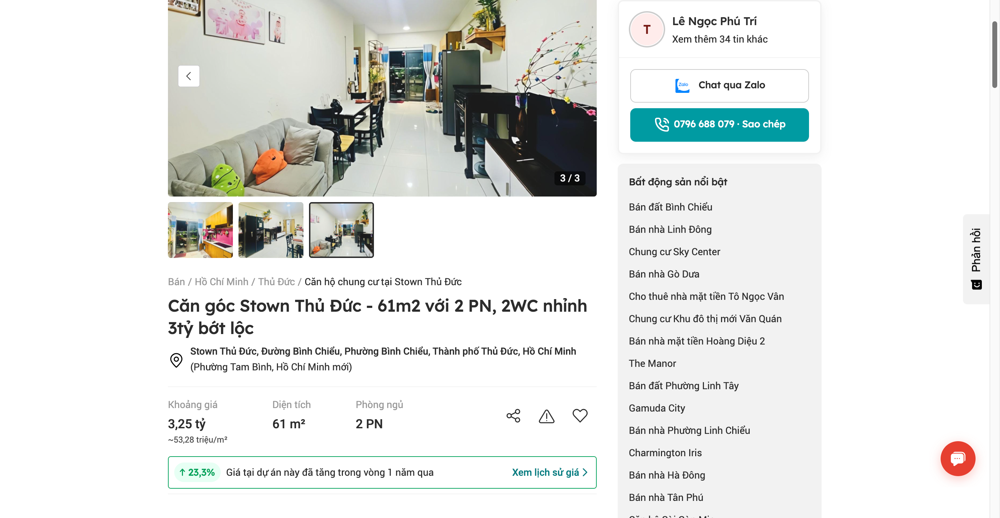 Lê Ngọc Phú Trí
Xem thêm 34 tin khác
Zalo
Chat qua Zalo
0796 688 079 · Sao chép
3 / 3
Bán / Hồ Chí Minh / Thủ Đức / Căn hộ chung cư tại Stown Thủ Đức
Căn góc Stown Thủ Đức - 61m2 với 2 PN, 2WC nhỉnh
3tỷ bớt lộc
Stown Thủ Đức, Đường Bình Chiểu, Phường Bình Chiểu, Thành phố Thủ Đức, Hồ Chí Minh
(Phường Tam Bình, Hồ Chí Minh mới)
Khoảng giá
3,25 tỷ
~53,28 triệu/m²
Diện tích
61 m²
Phòng ngủ
2 PN
↑ 23,3% Giá tại dự án này đã tăng trong vòng 1 năm qua
Xem lịch sử giá
T
Bất động sản nổi bật
Bán đất Bình Chiểu
Bán nhà Linh Đông
Chung cư Sky Center
Bán nhà Gò Dưa
Cho thuê nhà mặt tiền Tô Ngọc Vân
Chung cư Khu đô thị mới Văn Quán
Bán nhà mặt tiền Hoàng Diệu 2
The Manor
Bán đất Phường Linh Tây
Gamuda City
Bán nhà Phường Linh Chiểu
Charmington Iris
Bán nhà Hà Đông
Bán nhà Tân Phú
Phản hồi